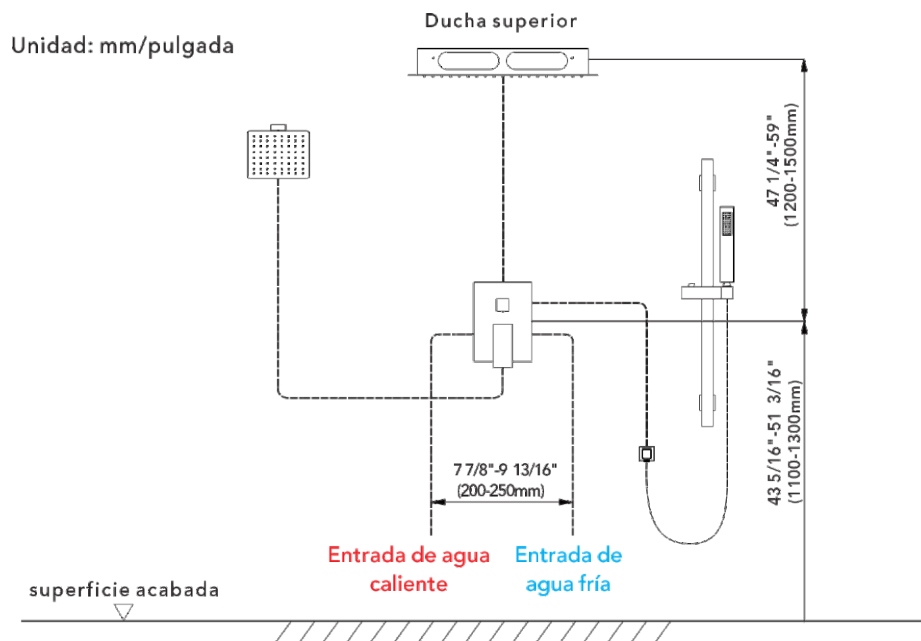 Ducha superior
Unidad: mm/pulgada
47 1/4"-59"
(1200-1500mm)
43 5/16"-51 3/16"
(1100-1300mm)
7 7/8"-9 13/16"
(200-250mm)
Entrada de agua
caliente
Entrada de
agua fría
superficie acabada